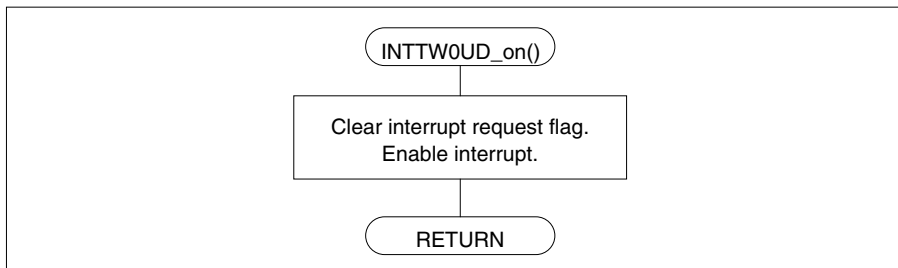 INTTW0UD_on()
Clear interrupt request flag.
Enable interrupt.
RETURN